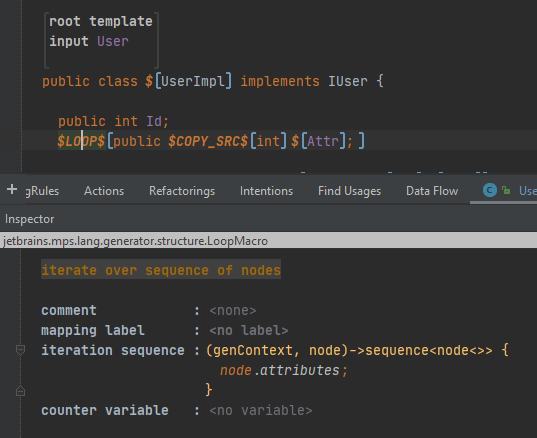 root template
input User
public class $[UserImpl] implements IUser {
public int Id;
$LOOP$[public $COPY_SRC$[int] $[Attr]; ]
gRules Actions Refactorings Intentions Find Usages Data Flow Use
Inspector
jetbrains.mps.lang.generator.structure.LoopMacro
iterate over sequence of nodes
comment : <none>
mapping label : <no label>
iteration sequence : (genContext, node)->sequence<node<>> {
node.attributes;
}
counter variable : <no variable>